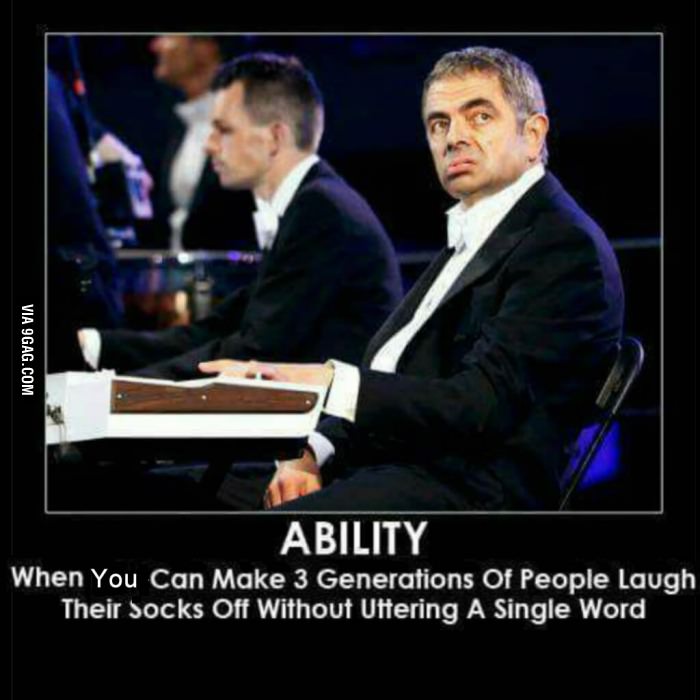 VIA 9GAG.COM
ABILITY
When You Can Make 3 Generations Of People Laugh
Their Socks Off Without Uttering A Single Word